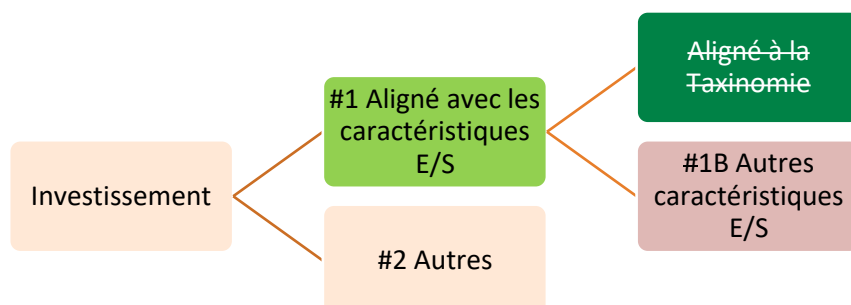 Aligné à la
Taxinomie
#1 Aligné avec les
caractéristiques
E/S
#1B Autres
caractéristiques
E/S
Investissement
#2 Autres